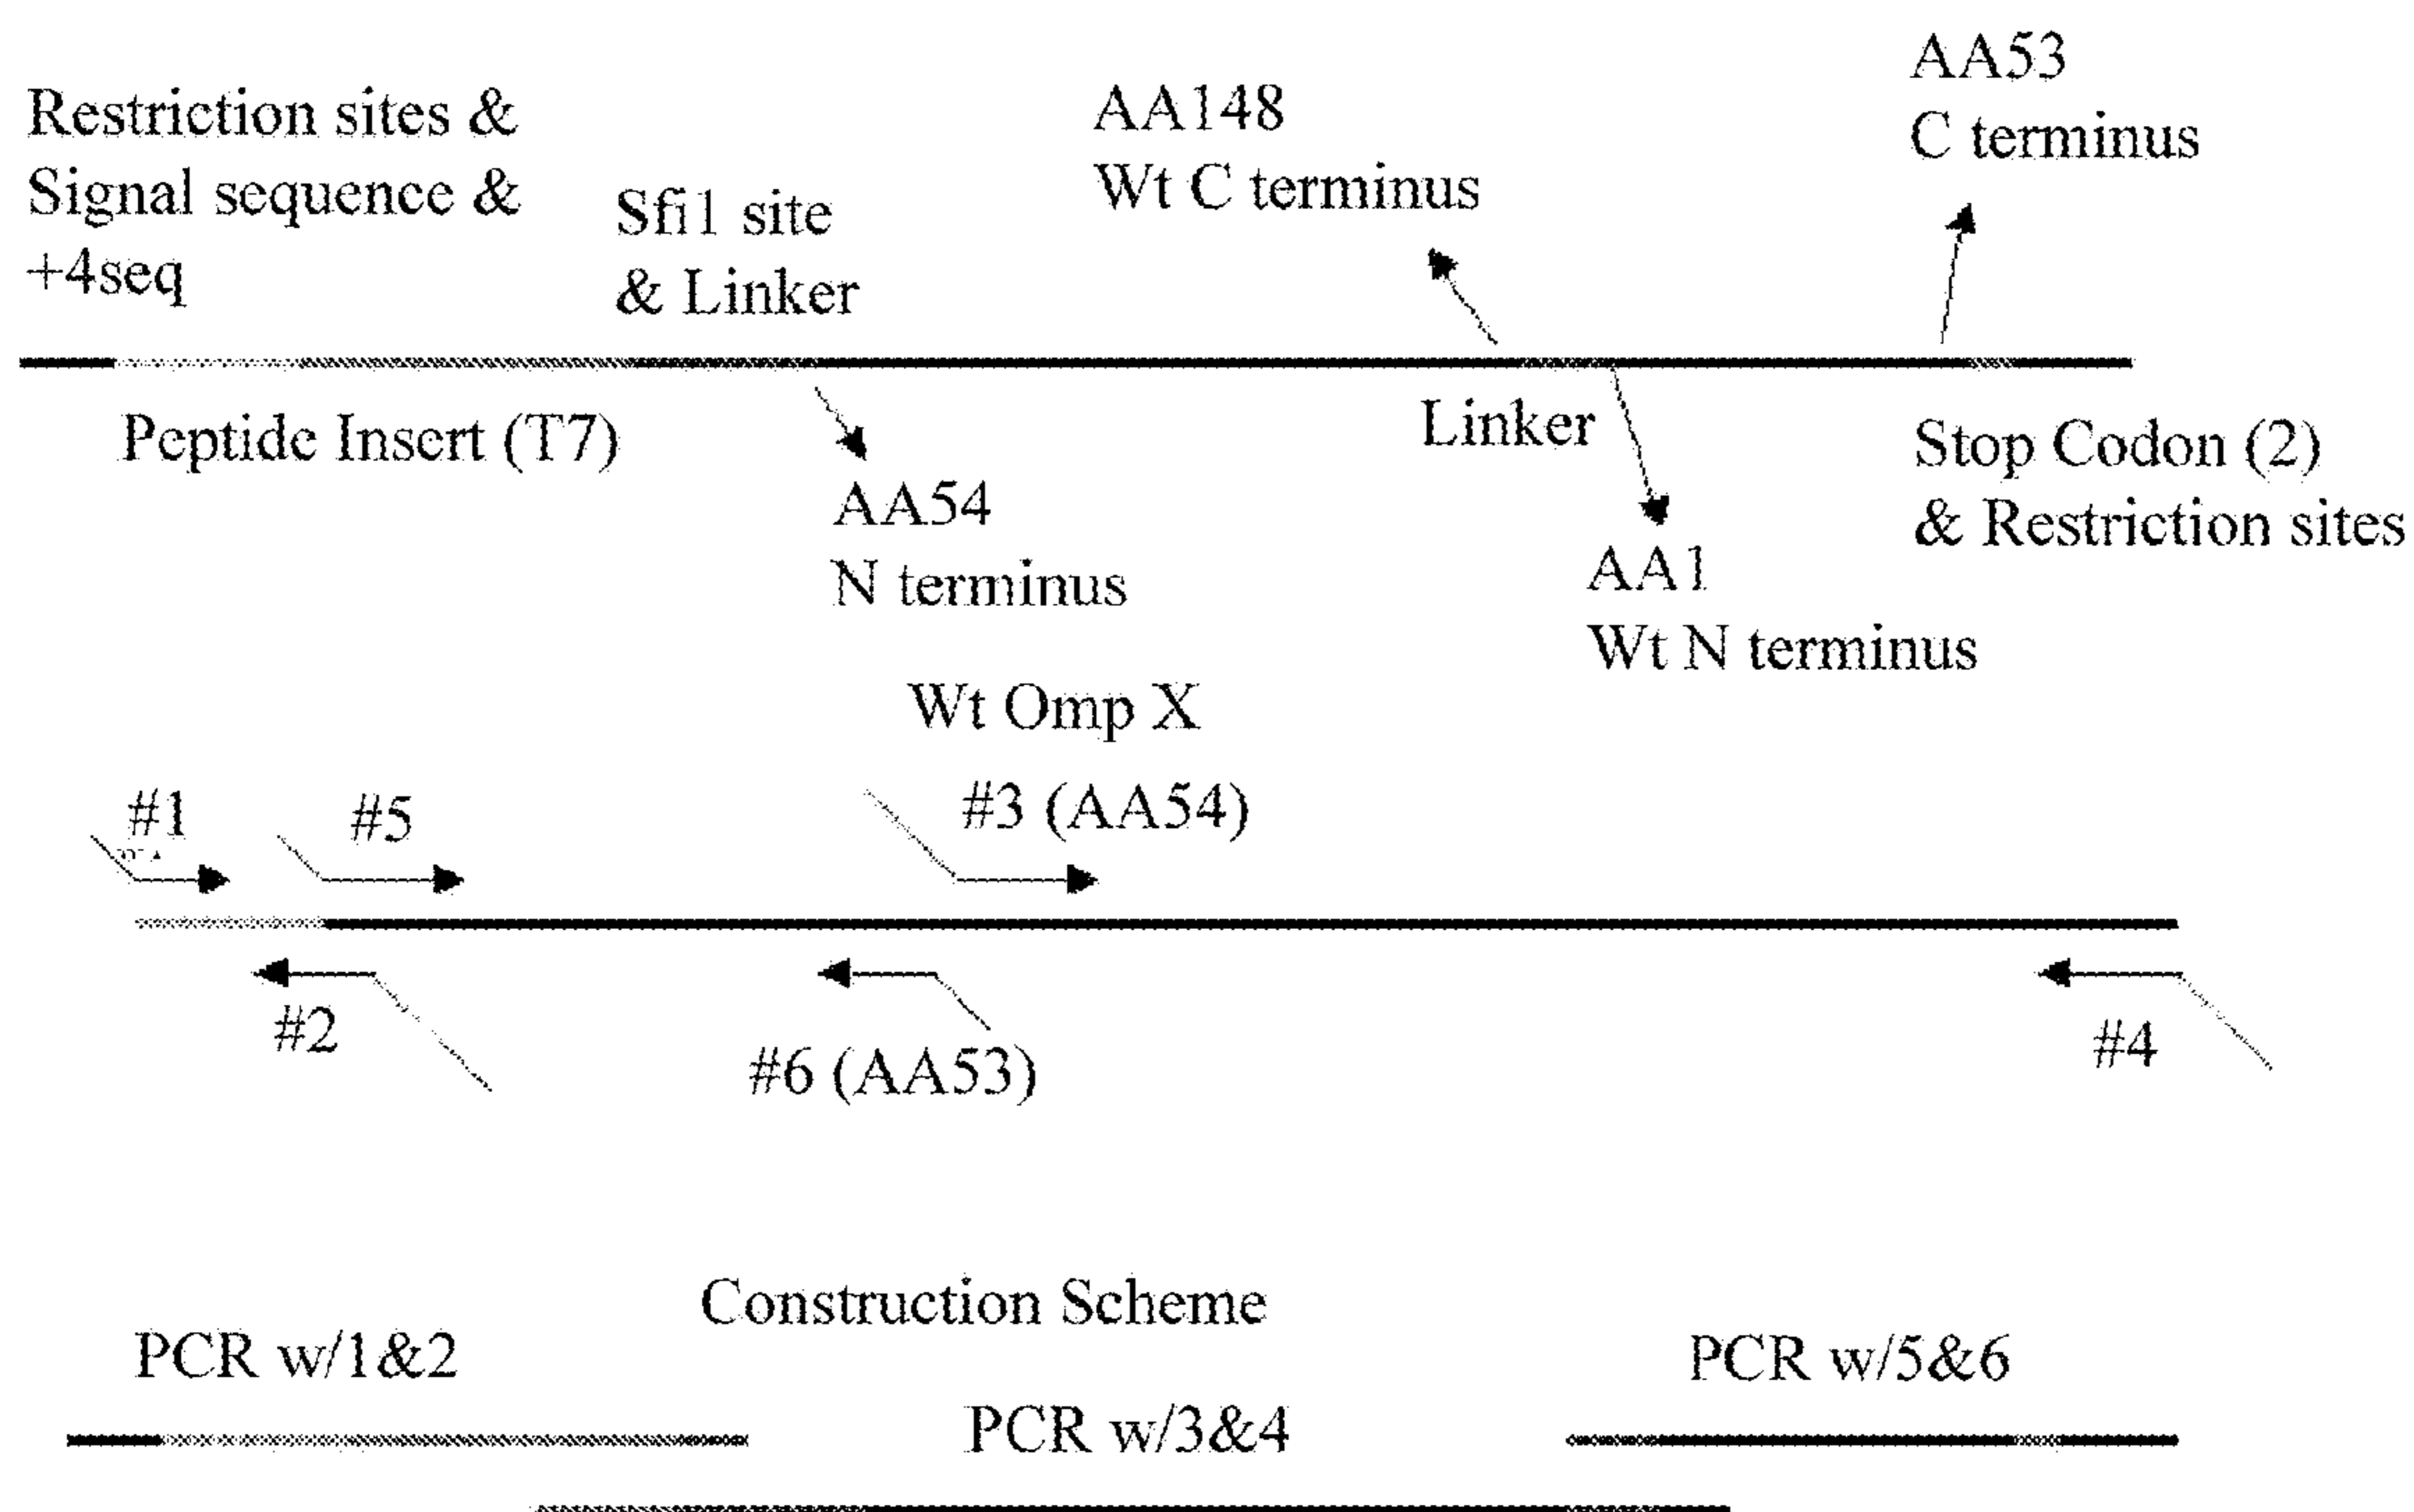 Restriction sites &
Signal sequence &
+4seq
Sfi1 site
& Linker
AA148
Wt C terminus
AA53
C terminus
Peptide Insert (T7)
AA54
N terminus
Linker
AA1
Wt N terminus
Stop Codon (2)
& Restriction sites
Wt Omp X
#1
#5
#3 (AA54)
#2
#6 (AA53)
#4
Construction Scheme
PCR w/1&2
PCR w/3&4
PCR w/5&6